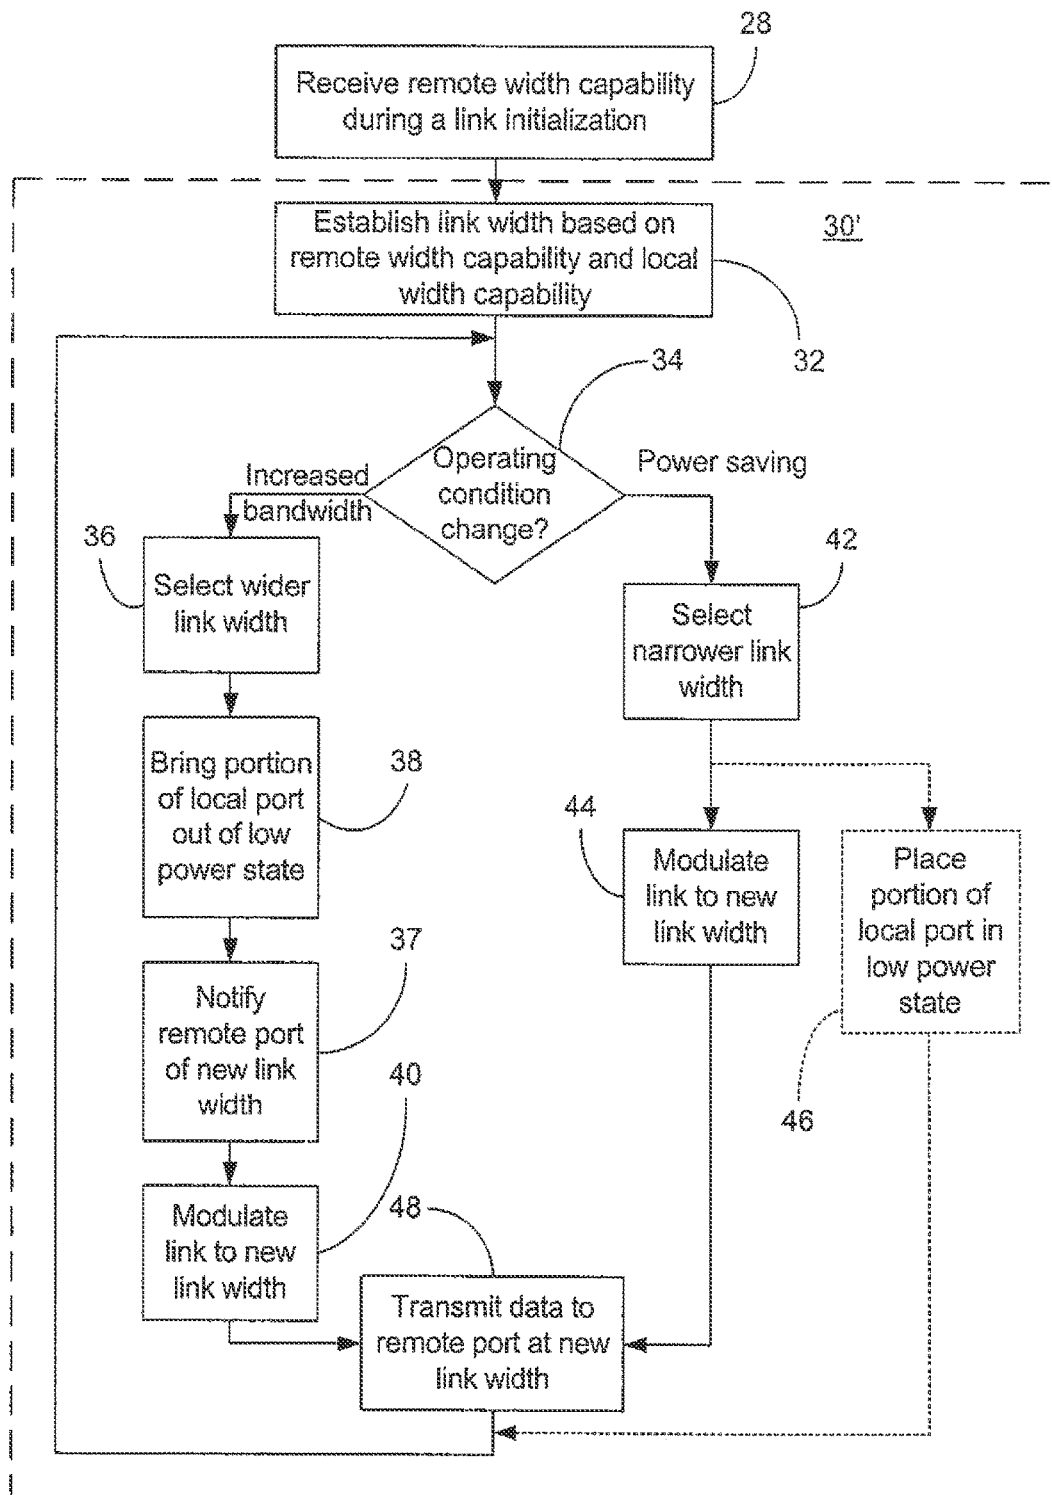 28
Receive remote width capability
during a link initialization
30'
Establish link width based on
remote width capability and local
width capability
32
34
Operating
condition
change?
Increased
bandwidth
Power saving
36
Select wider
link width
42
Select
narrower link
width
38
Bring portion
of local port
out of low
power state
44
Modulate
link to new
link width
Place
portion of
local port in
low power
state
46
37
Notify
remote port
of new link
width
40
Modulate
link to new
link width
48
Transmit data to
remote port at new
link width